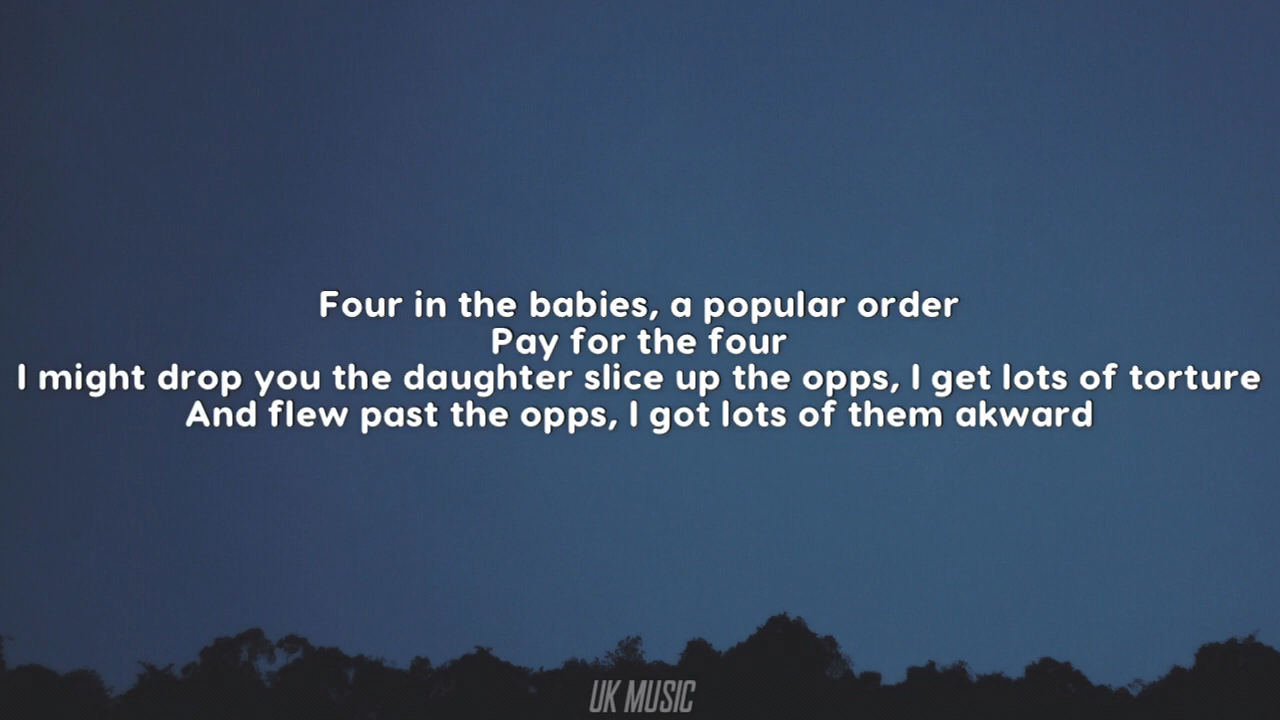 Four in the babies, a popular order
Pay for the four
I might drop you the daughter slice up the opps, I get lots of torture
And flew past the opps, I got lots of them akward
UK MUSIC